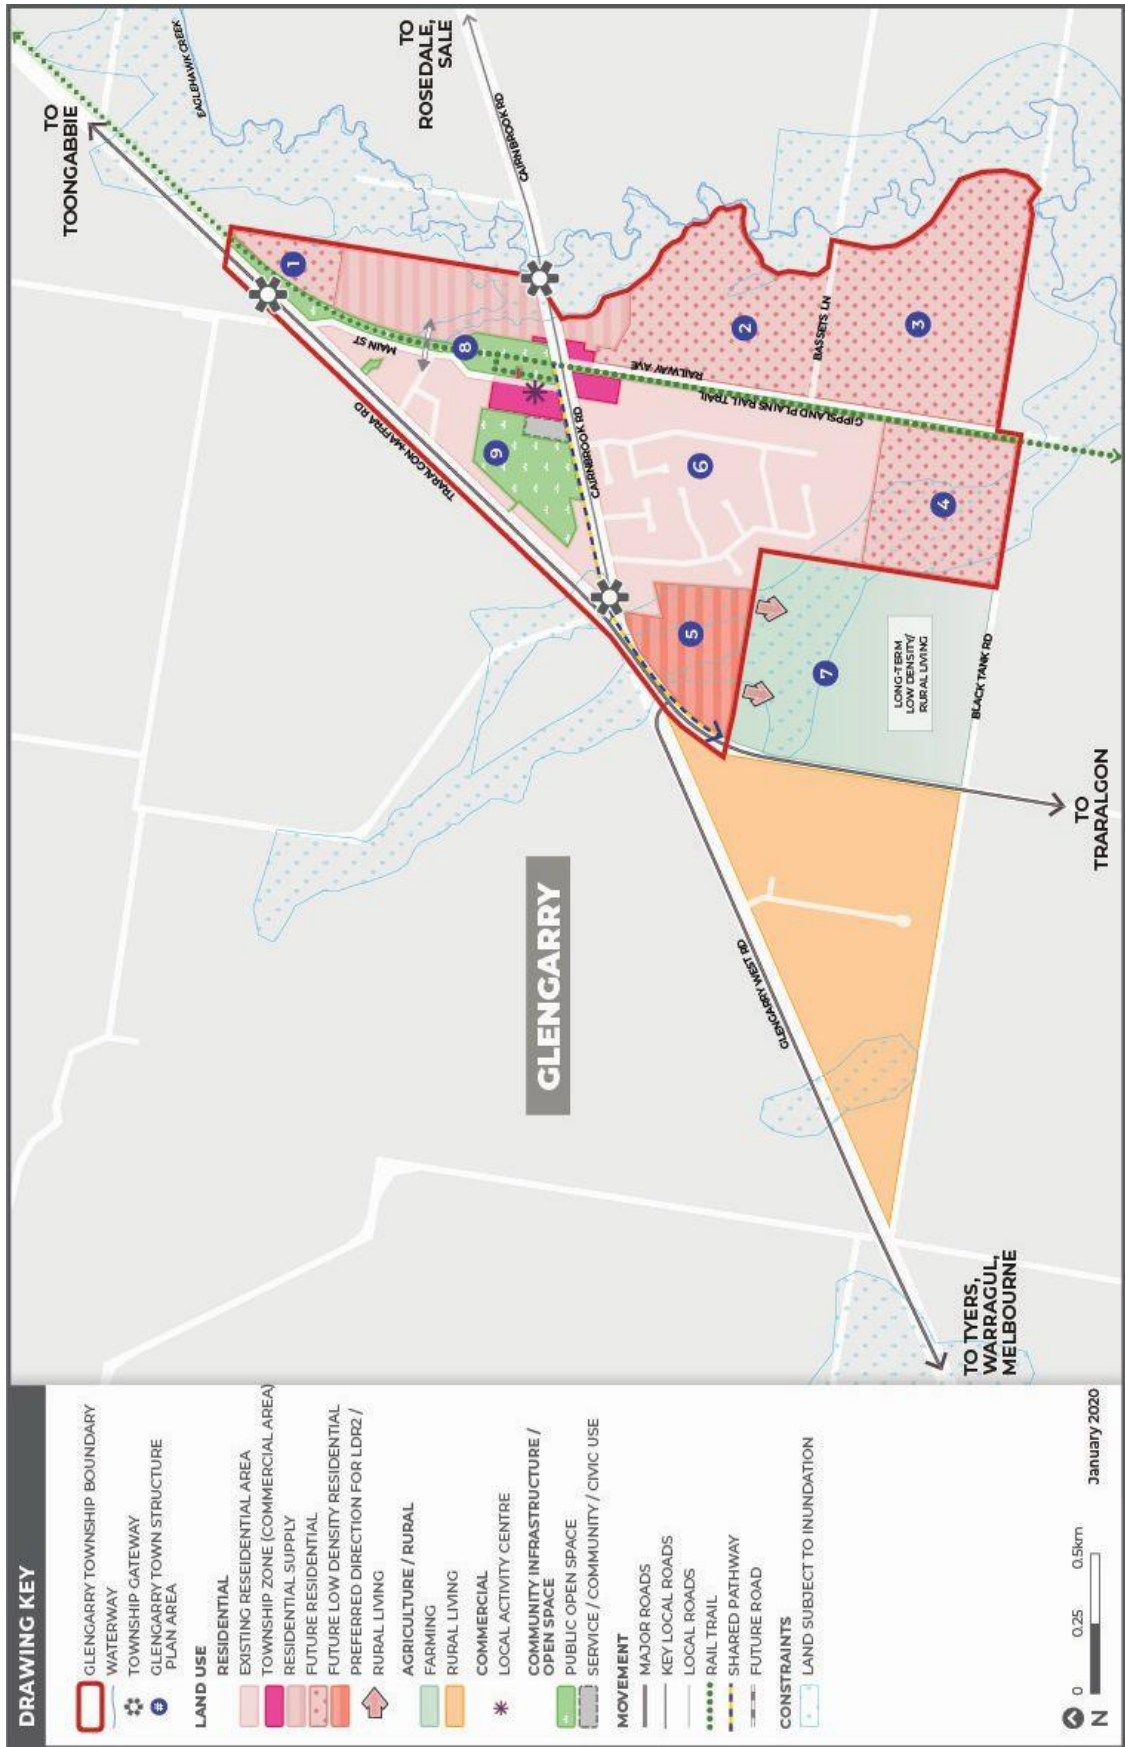 DRAWING KEY
GLENGARRY TOWNSHIP BOUNDARY
WATERWAY
TOWNSHIP GATEWAY
#
GLENGARRY TOWN STRUCTURE
PLAN AREA
LAND USE
RESIDENTIAL
EXISTING RESEIDENTIAL AREA
TOWNSHIP ZONE (COMMERCIAL AREA)
RESIDENTIAL SUPPLY
FUTURE RESIDENTIAL
FUTURE LOW DENSITY RESIDENTIAL
PREFERRED DIRECTION FOR LDR2 /
RURAL LIVING
AGRICULTURE / RURAL
FARMING
RURAL LIVING
COMMERCIAL
LOCAL ACTIVITY CENTRE
COMMUNITY INFRASTRUCTURE /
OPEN SPACE
PUBLIC OPEN SPACE
SERVICE / COMMUNITY / CIVIC USE
MOVEMENT
MAJOR ROADS
KEY LOCAL ROADS
LOCAL ROADS
RAIL TRAIL
SHARED PATHWAY
FUTURE ROAD
CONSTRAINTS
LAND SUBJECT TO INUNDATION
N
0
0.25
0.5km
January 2020
TO
TOONGABBIE
EAGLEHAWK CREEK
TO
ROSEDALE,
SALE
CAIRNBROOK RD
1
MAIN ST
8
TRARALGON-MAFFRA RD
9
CAIRNBROOK RD
RAILWAY AVE
GIPPSLAND PLAINS RAIL TRAIL
2
BASSETS LN
3
6
4
5
7
LONG-TERM
LOW DENSITY/
RURAL LIVING
BLACK TANK RD
GLENGARRY
GLENGARRY WEST RD
TO
TRARALGON
TO TYERS,
WARRAGUL,
MELBOURNE